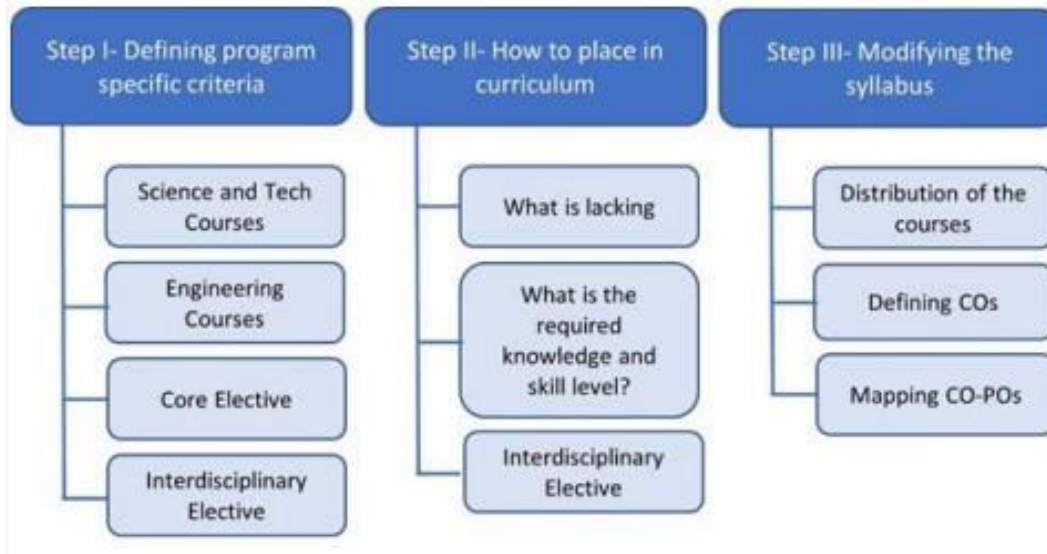 Step I- Defining program
specific criteria
Science and Tech
Courses
Engineering
Courses
Core Elective
Interdisciplinary
Elective
Step II- How to place in
curriculum
What is lacking
What is the
required
knowledge and
skill level?
Interdisciplinary
Elective
Step III- Modifying the
syllabus
Distribution of the
courses
Defining COs
Mapping CO-POs